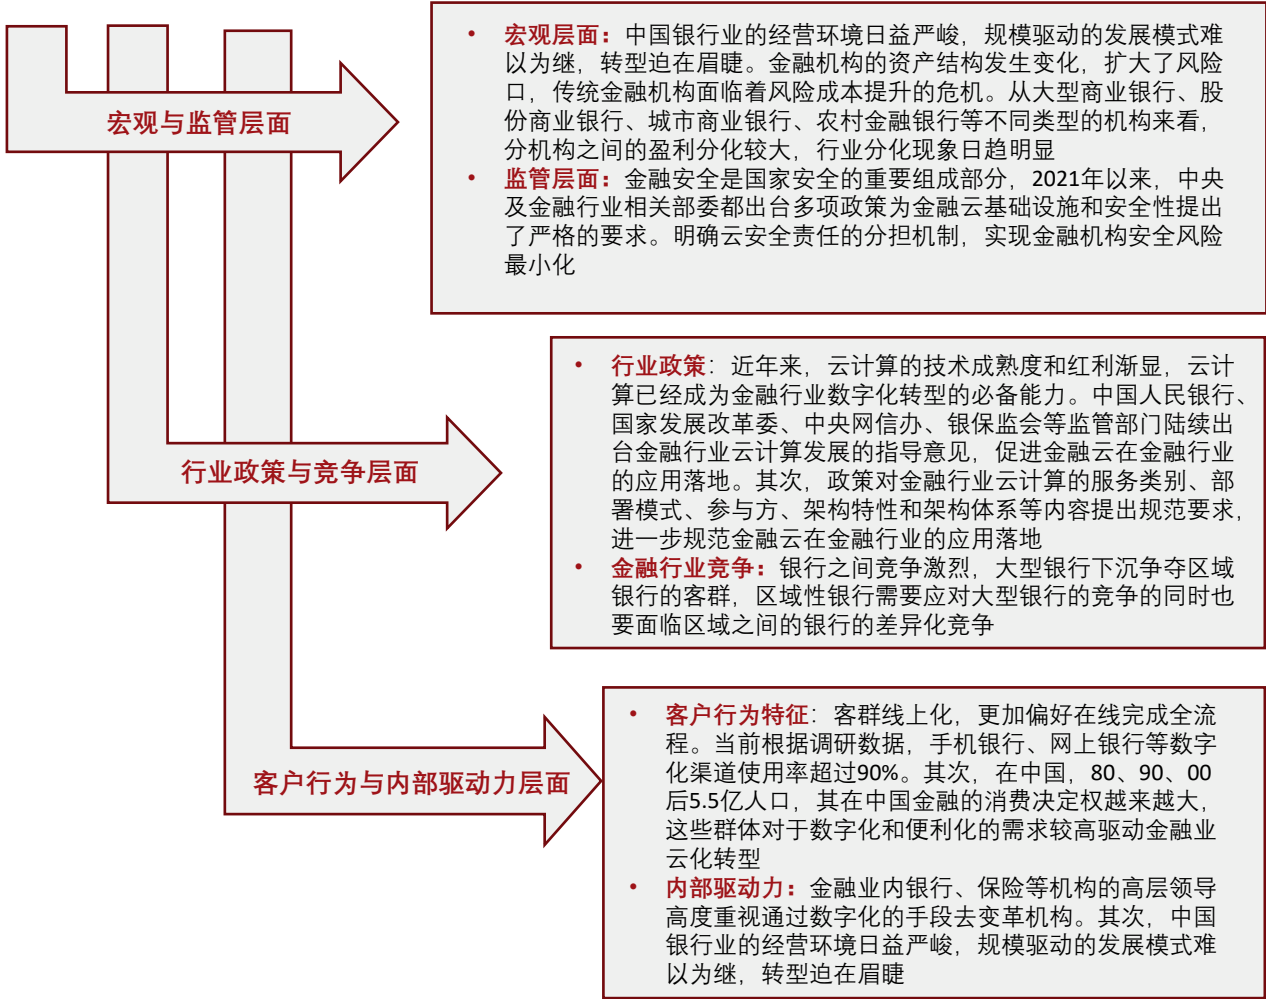 宏观与监管层面
• 宏观层面：中国银行业的经营环境日益严峻，规模驱动的发展模式难
以为继，转型迫在眉睫。金融机构的资产结构发生变化，扩大了风险
口，传统金融机构面临着风险成本提升的危机。从大型商业银行、股
份商业银行、城市商业银行、农村金融银行等不同类型的机构来看，
分机构之间的盈利分化较大，行业分化现象日趋明显
• 监管层面：金融安全是国家安全的重要组成部分，2021年以来，中央
及金融行业相关部委都出台多项政策为金融云基础设施和安全性提出
了严格的要求。明确云安全责任的分担机制，实现金融机构安全风险
最小化
行业政策与竞争层面
• 行业政策：近年来，云计算的技术成熟度和红利渐显，云计
算已经成为金融行业数字化转型的必备能力。中国人民银行、
国家发展改革委、中央网信办、银保监会等监管部门陆续出
台金融行业云计算发展的指导意见，促进金融云在金融行业
的应用落地。其次，政策对金融行业云计算的服务类别、部
署模式、参与方、架构特性和架构体系等内容提出规范要求，
进一步规范金融云在金融行业的应用落地
• 金融行业竞争：银行之间竞争激烈，大型银行下沉争夺区域
银行的客群，区域性银行需要应对大型银行的竞争的同时也
要面临区域之间的银行的差异化竞争
客户行为与内部驱动力层面
• 客户行为特征：客群线上化，更加偏好在线完成全流
程。当前根据调研数据，手机银行、网上银行等数字
化渠道使用率超过90%。其次，在中国，80、90、00
后5.5亿人口，其在中国金融的消费决定权越来越大，
这些群体对于数字化和便利化的需求较高驱动金融业
云化转型
• 内部驱动力：金融业内银行、保险等机构的高层领导
高度重视通过数字化的手段去变革机构。其次，中国
银行业的经营环境日益严峻，规模驱动的发展模式难
以为继，转型迫在眉睫